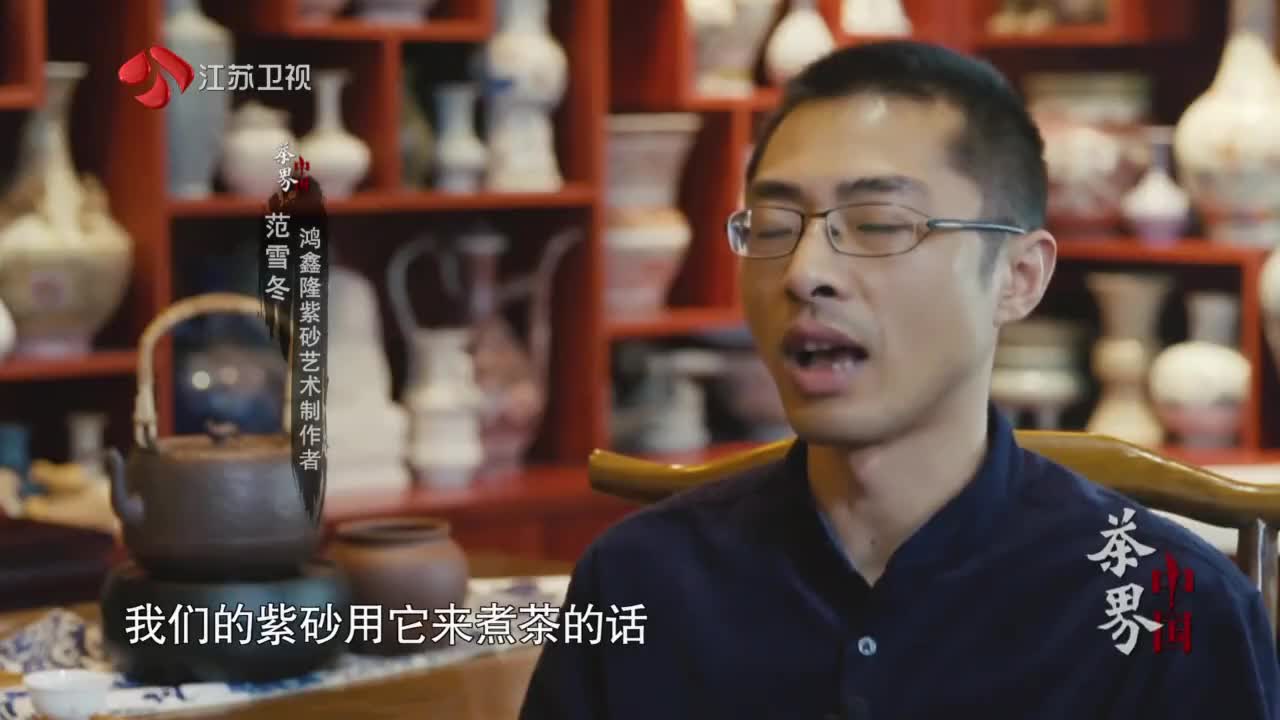 江苏卫视
茶界
中国
范雪冬
鸿鑫隆紫砂艺术制作者
我们的紫砂用它来煮茶的话
茶界
中国